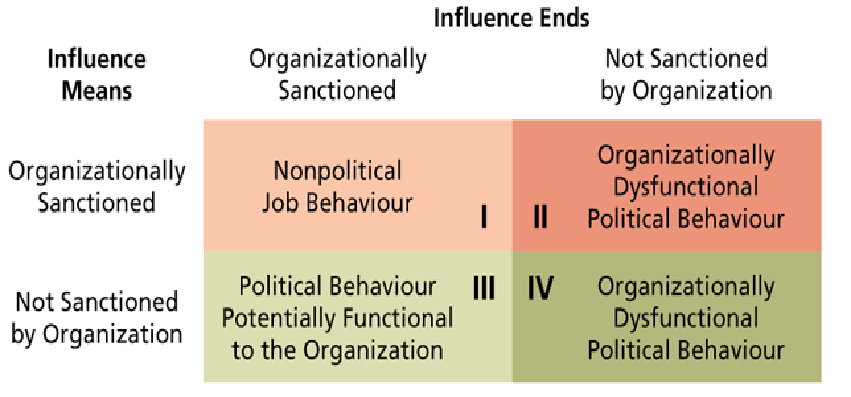 Influence Ends
Influence
Means
Organizationally
Sanctioned
Not Sanctioned
by Organization
Organizationally
Sanctioned
Nonpolitical
Job Behaviour
I
II
Organizationally
Dysfunctional
Political Behaviour
Not Sanctioned
by Organization
Political Behaviour
Potentially Functional
to the Organization
III
IV
Organizationally
Dysfunctional
Political Behaviour